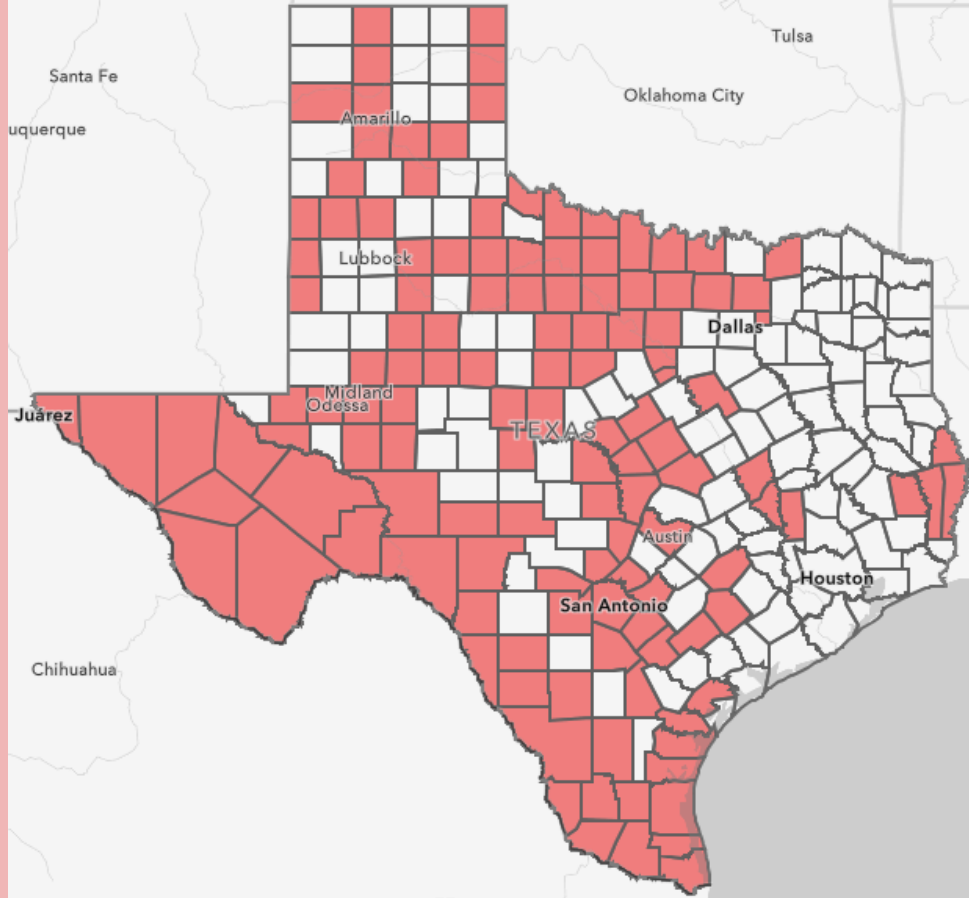 Tulsa
Santa Fe
Oklahoma City
Amarillo
uquerque
Lubbock
Dallas
Midland
Odessa
Juárez
TEXAS
Austin
Houston
San Antonio
Chihuahua